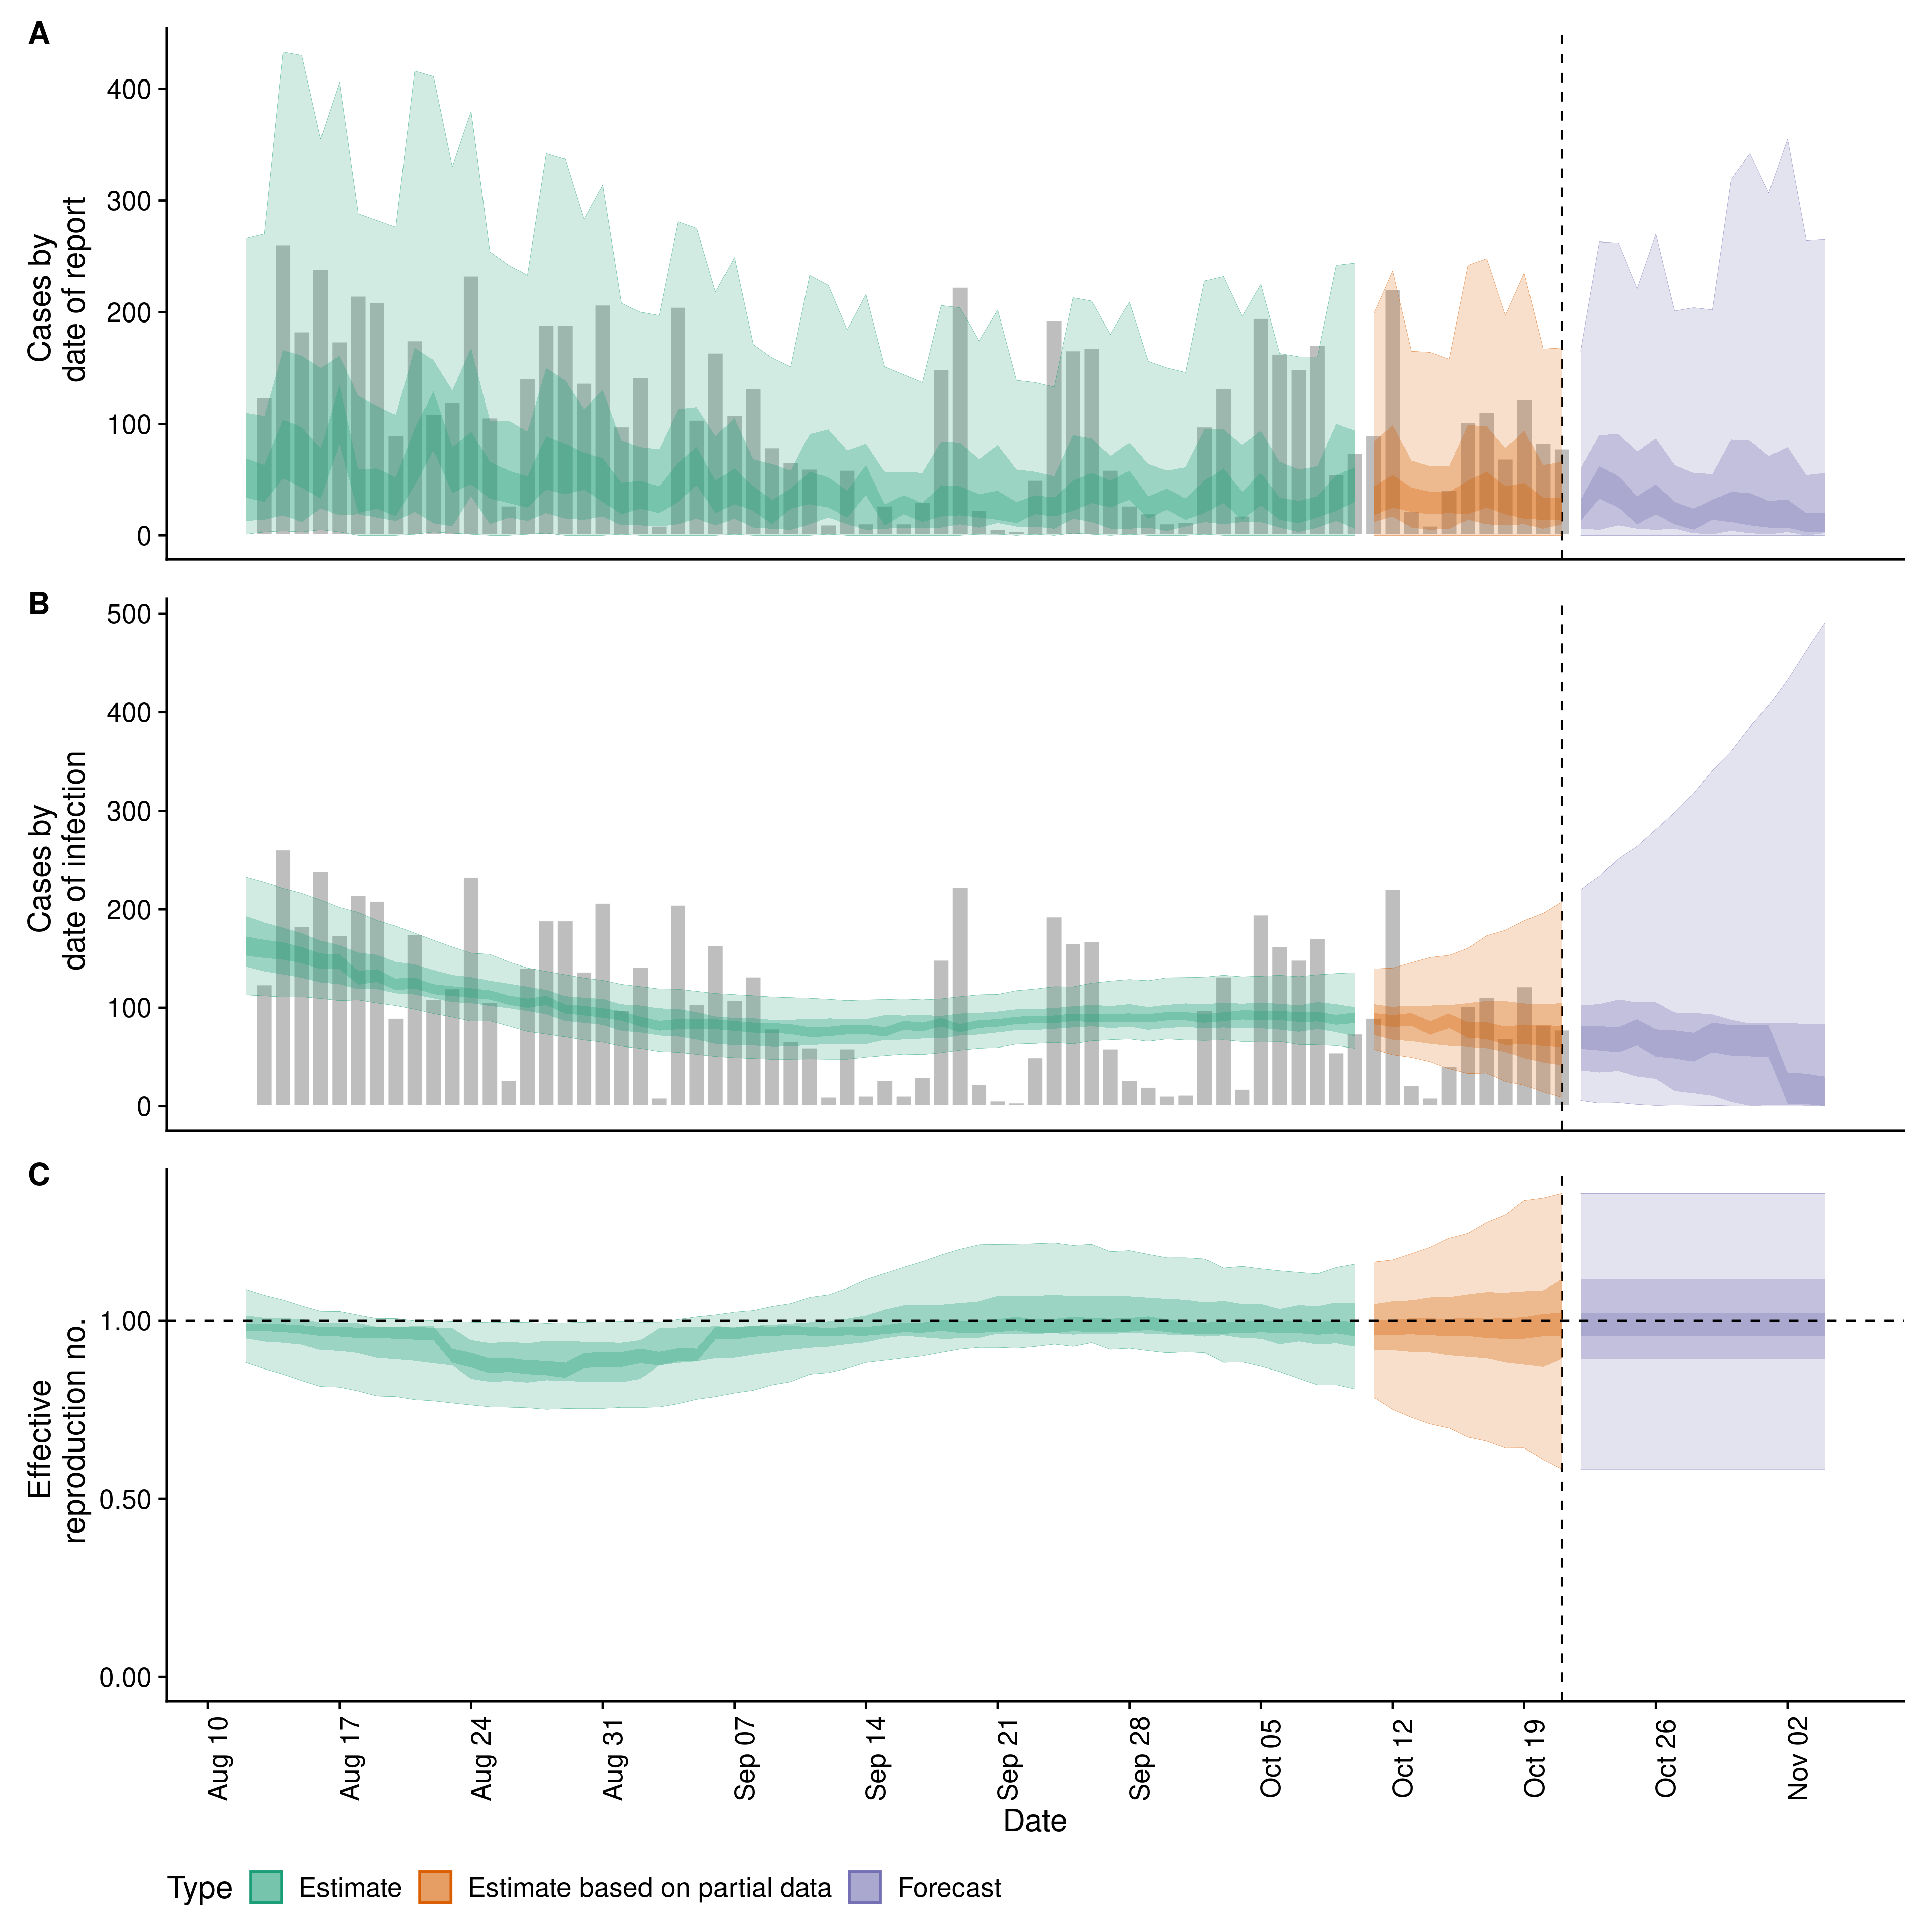 A
Cases by
date of report
400
300
200
100
0
B
Cases by
date of infection
500
400
300
200
100
0
C
Effective
reproduction no.
1.00
0.50
0.00
Aug 10
Aug 17
Aug 24
Aug 31
Sep 07
Sep 14
Sep 21
Sep 28
Oct 05
Oct 12
Oct 19
Oct 26
Nov 02
Date
Type Estimate Estimate based on partial data Forecast